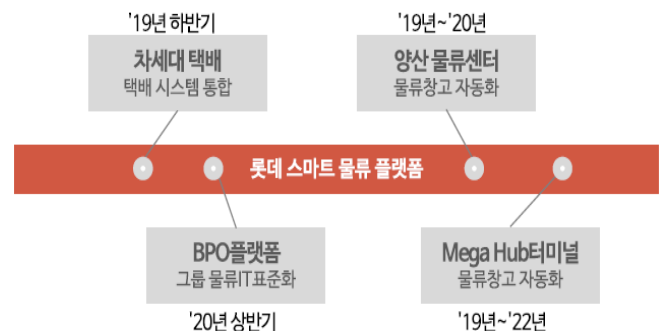 '19년 하반기
차세대 택배
택배 시스템 통합
'19년~'20년
양산 물류센터
물류창고 자동화
롯데 스마트 물류 플랫폼
BPO플랫폼
그룹 물류IT표준화
'20년 상반기
Mega Hub터미널
물류창고 자동화
'19년~'22년